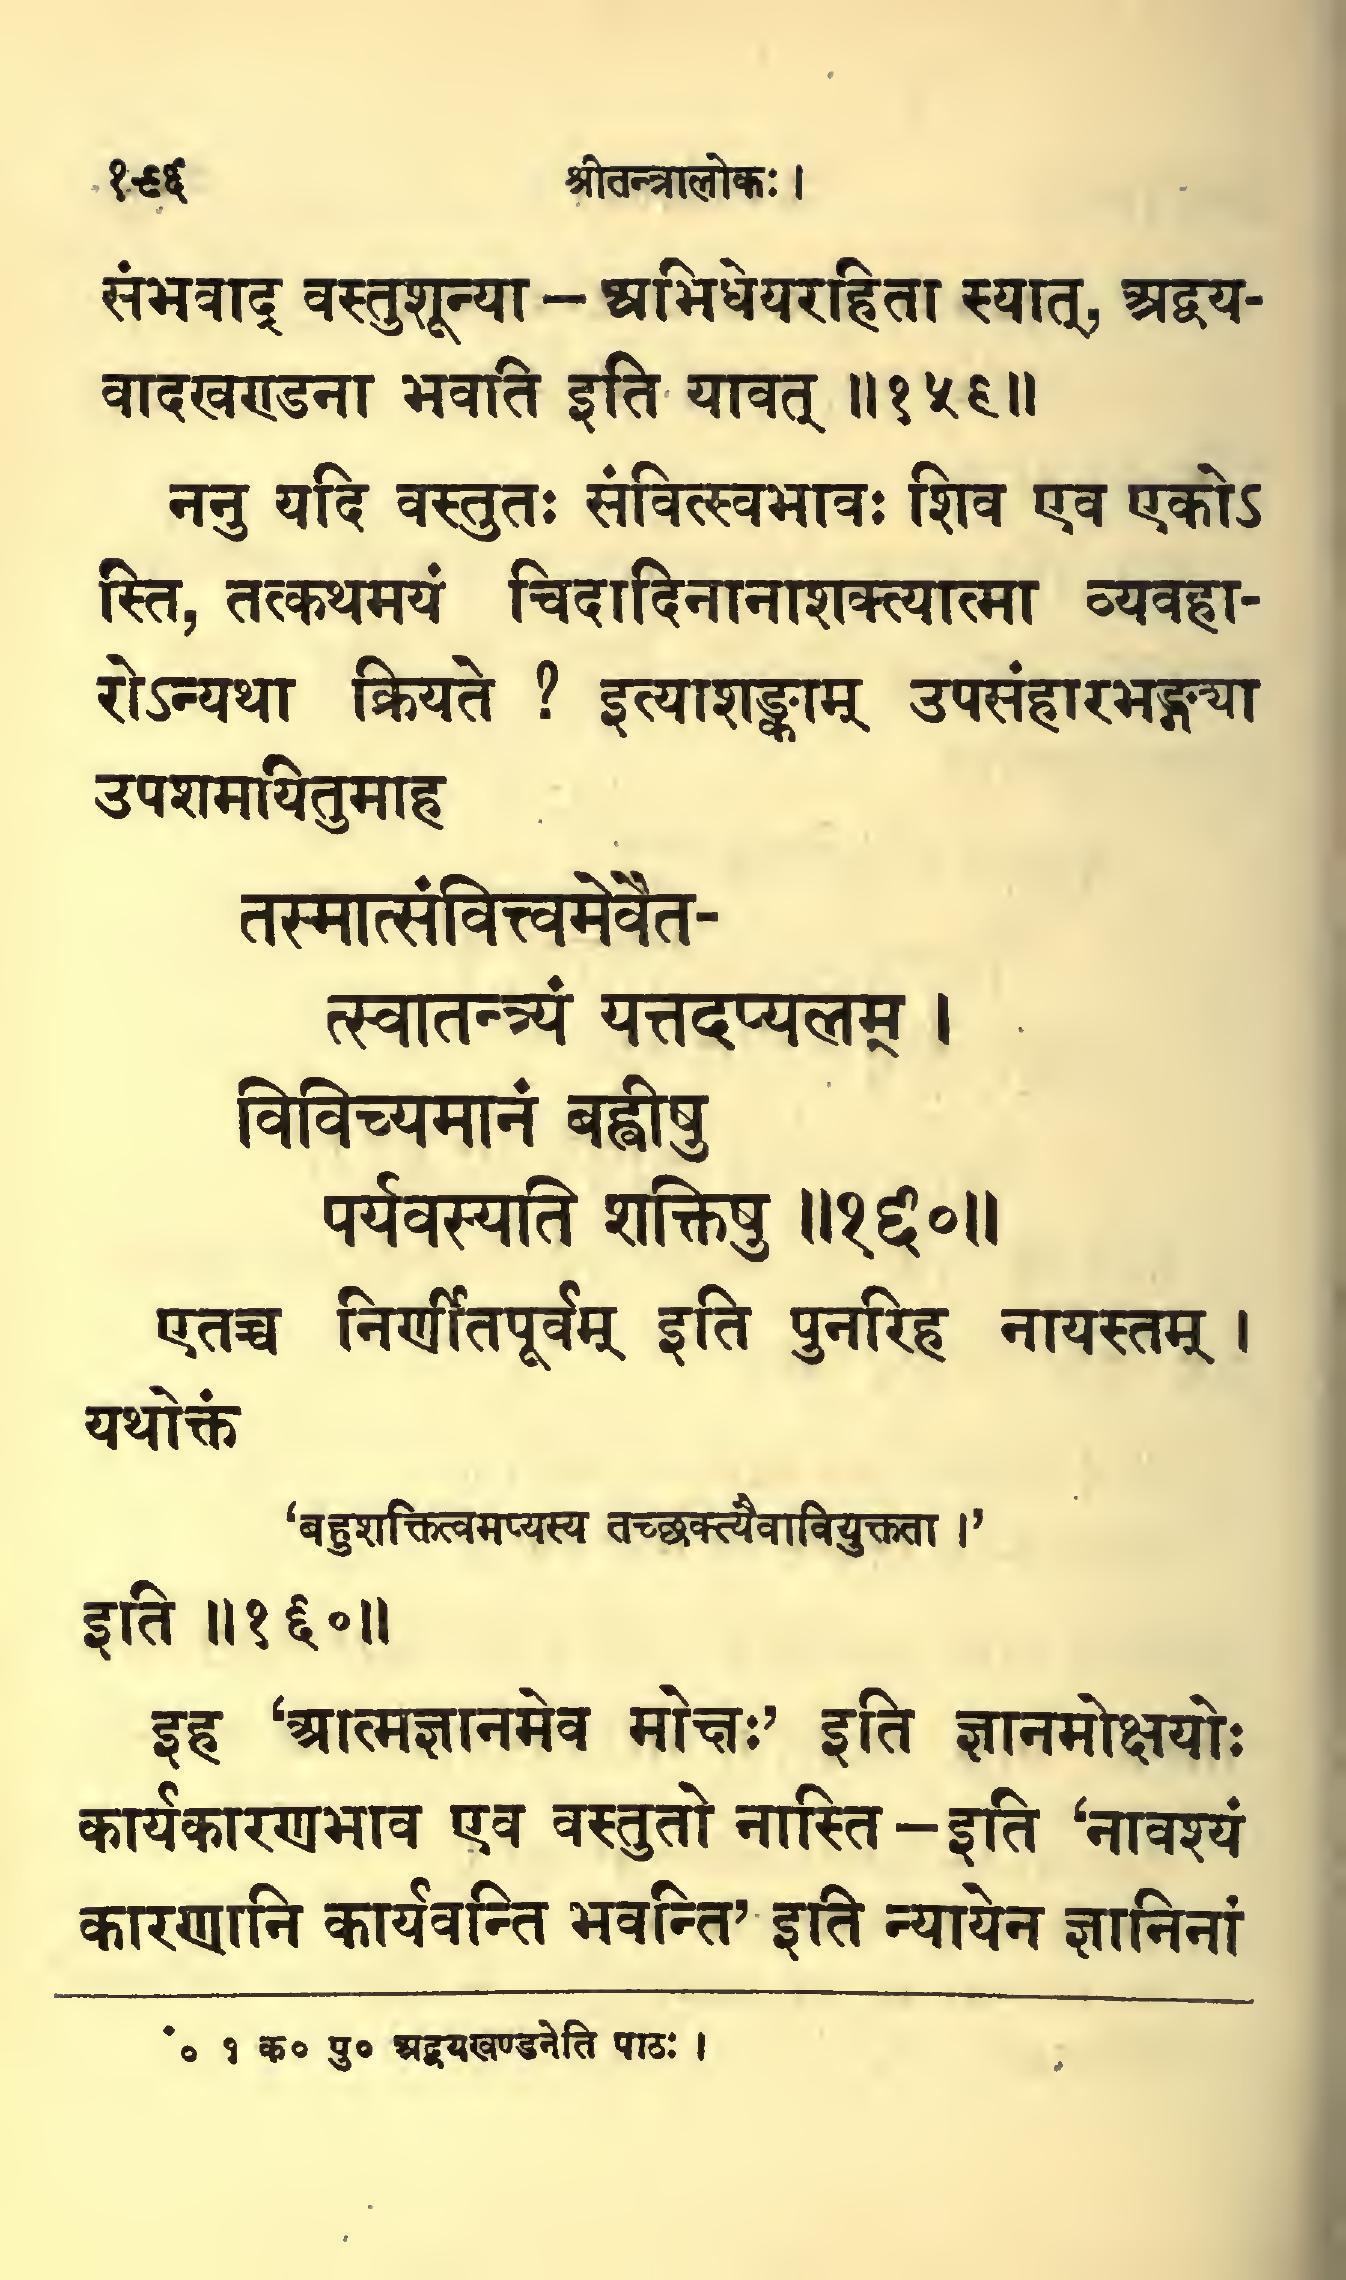 १९६ श्रीतन्त्रालोकः ।
संभवाद् वस्तुशून्या – अभिधेयरहिता स्यात्, अद्वय-
वादखण्डना भवति इति यावत् ॥१५९॥
ननु यदि वस्तुतः संवित्स्वभावः शिव एव एकोऽ
स्ति, तत्कथमयं चिदादिनानाशक्त्यात्मा व्यवहा-
रोऽन्यथा क्रियते ? इत्याशङ्काम् उपसंहारभङ्ग्या
उपशमयितुमाह
तस्मात्संवित्त्वमेवैत-
त्स्वातन्त्र्यं यत्तदप्यलम् ।
विविच्यमानं बह्वीषु
पर्यवस्यति शक्तिषु ॥१६०॥
एतच्च निर्णीतपूर्वम् इति पुनरिह नायस्तम् ।
यथोक्तं
‘बहुशक्तित्वमप्यस्य तच्छक्त्यैवावियुक्तता ।’
इति ॥१६०॥
इह ‘आत्मज्ञानमेव मोक्षः’ इति ज्ञानमोक्षयोः
कार्यकारणभाव एव वस्तुतो नास्ति – इति ‘नावश्यं
कारणानि कार्यवन्ति भवन्ति’ इति न्यायेन ज्ञानिनां
० १ क० पु० अद्वयखण्डनेति पाठः ।